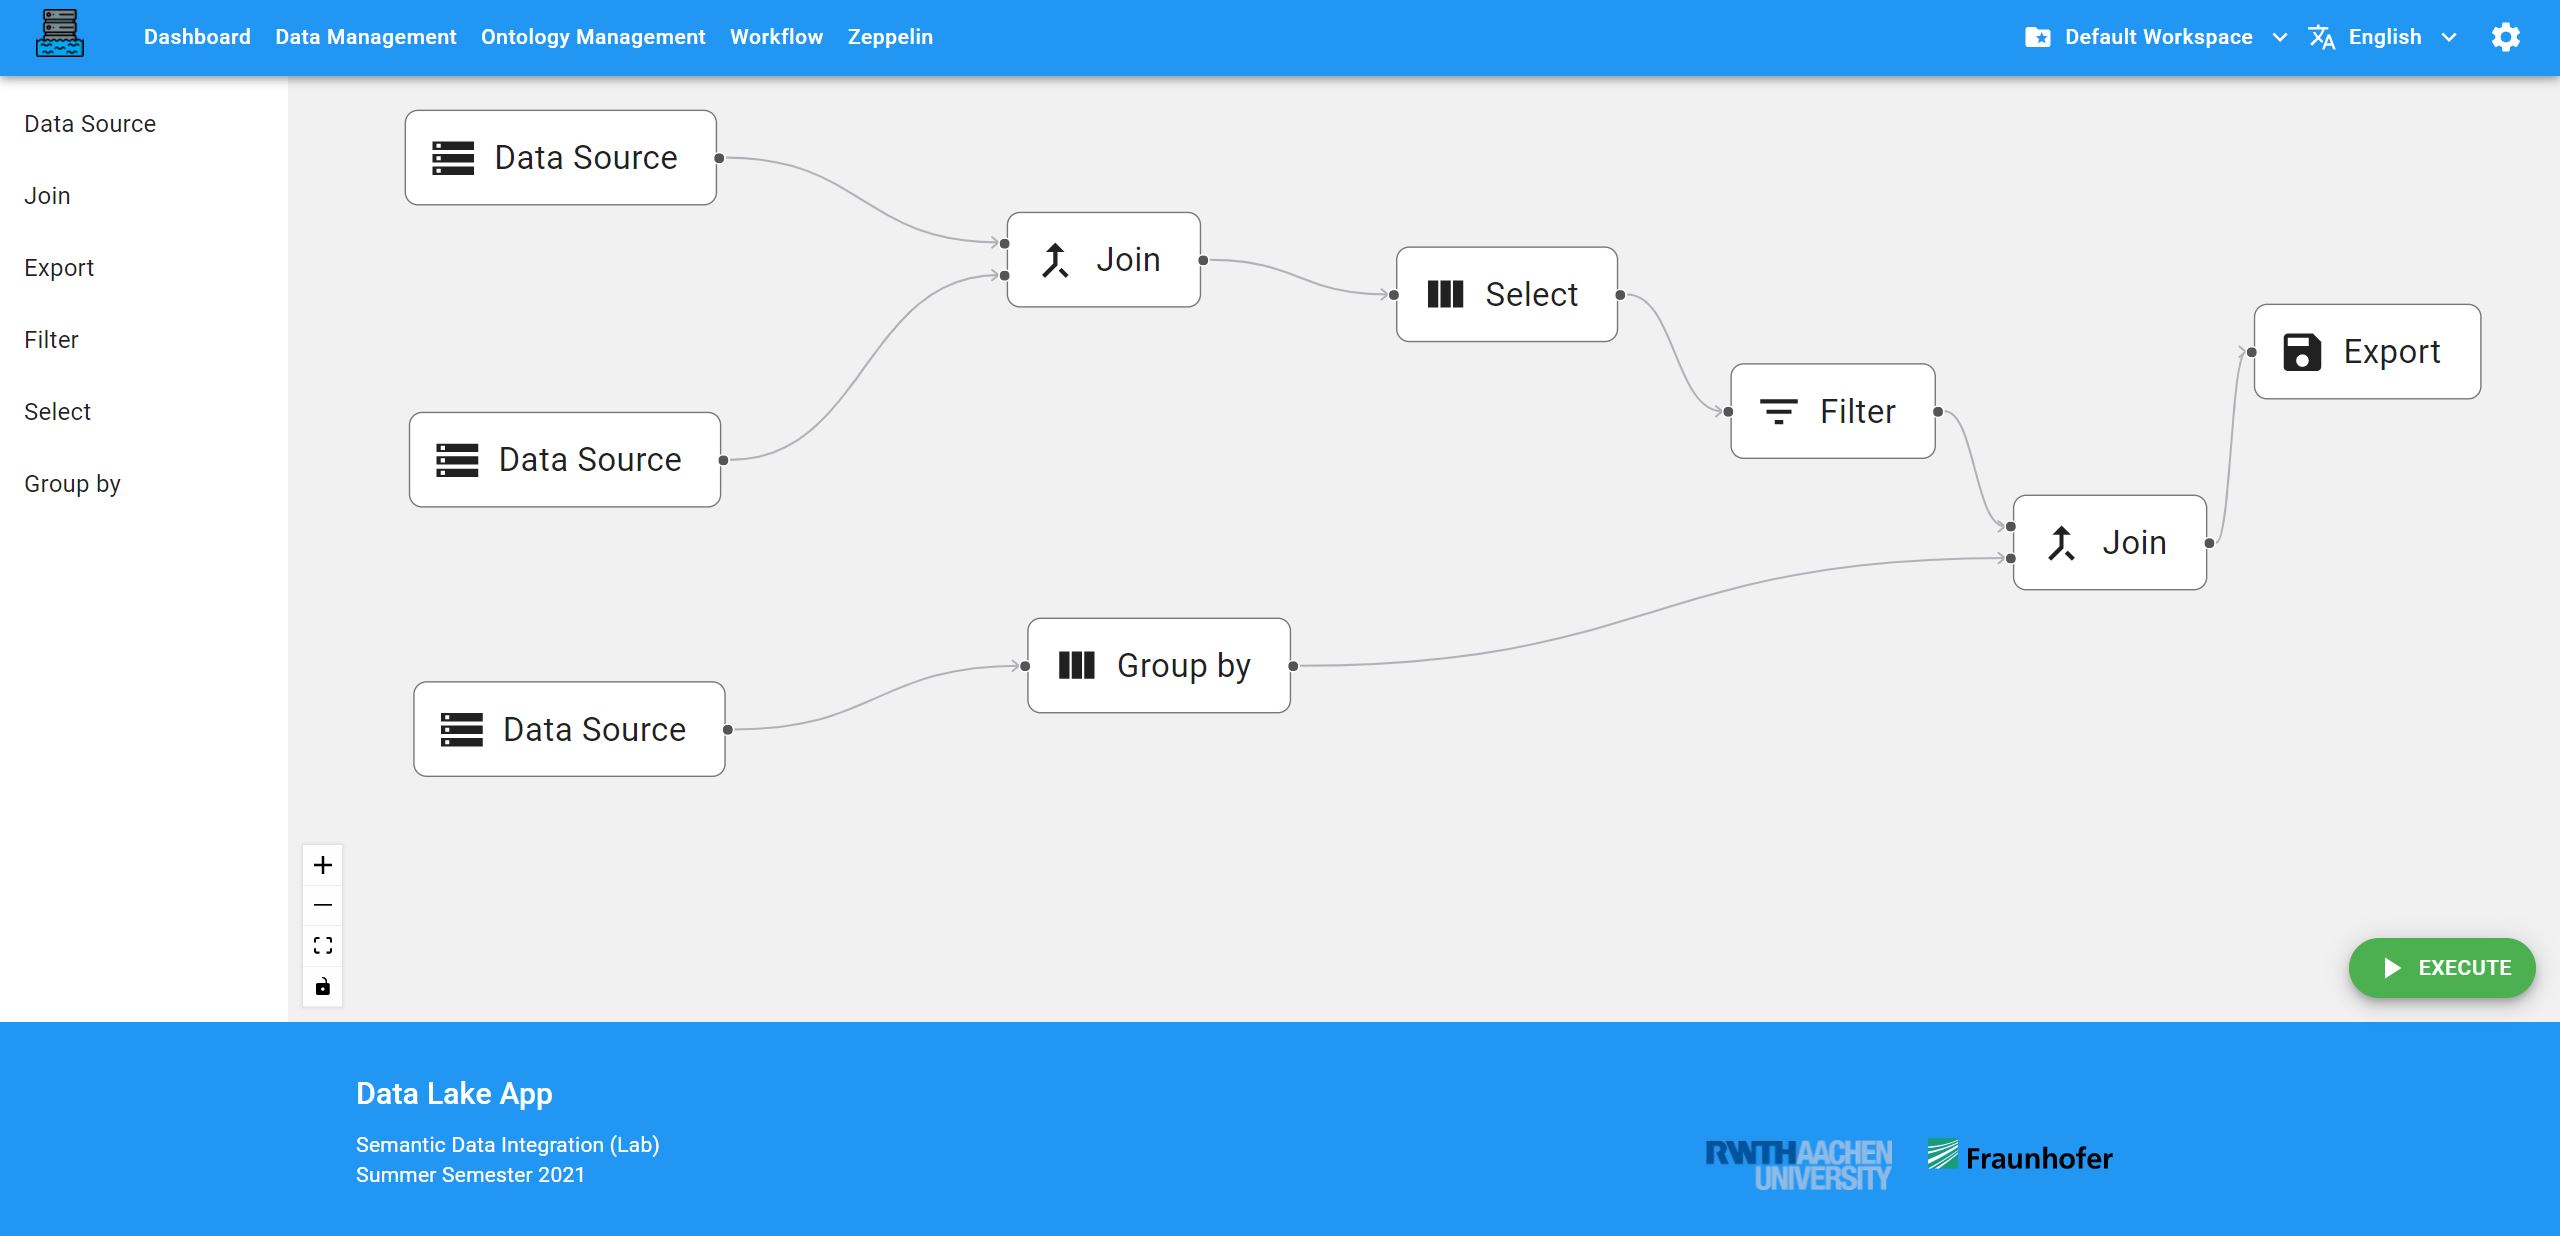 Dashboard Data Management Ontology Management Workflow Zeppelin Default Workspace English
Data Source
Join
Export
Filter
Select
Group by
Data Source
Join
Select
Export
Filter
Data Source
Join
Group by
Data Source
EXECUTE
Data Lake App
Semantic Data Integration (Lab)
Summer Semester 2021
RWTHAACHEN
UNIVERSITY
Fraunhofer